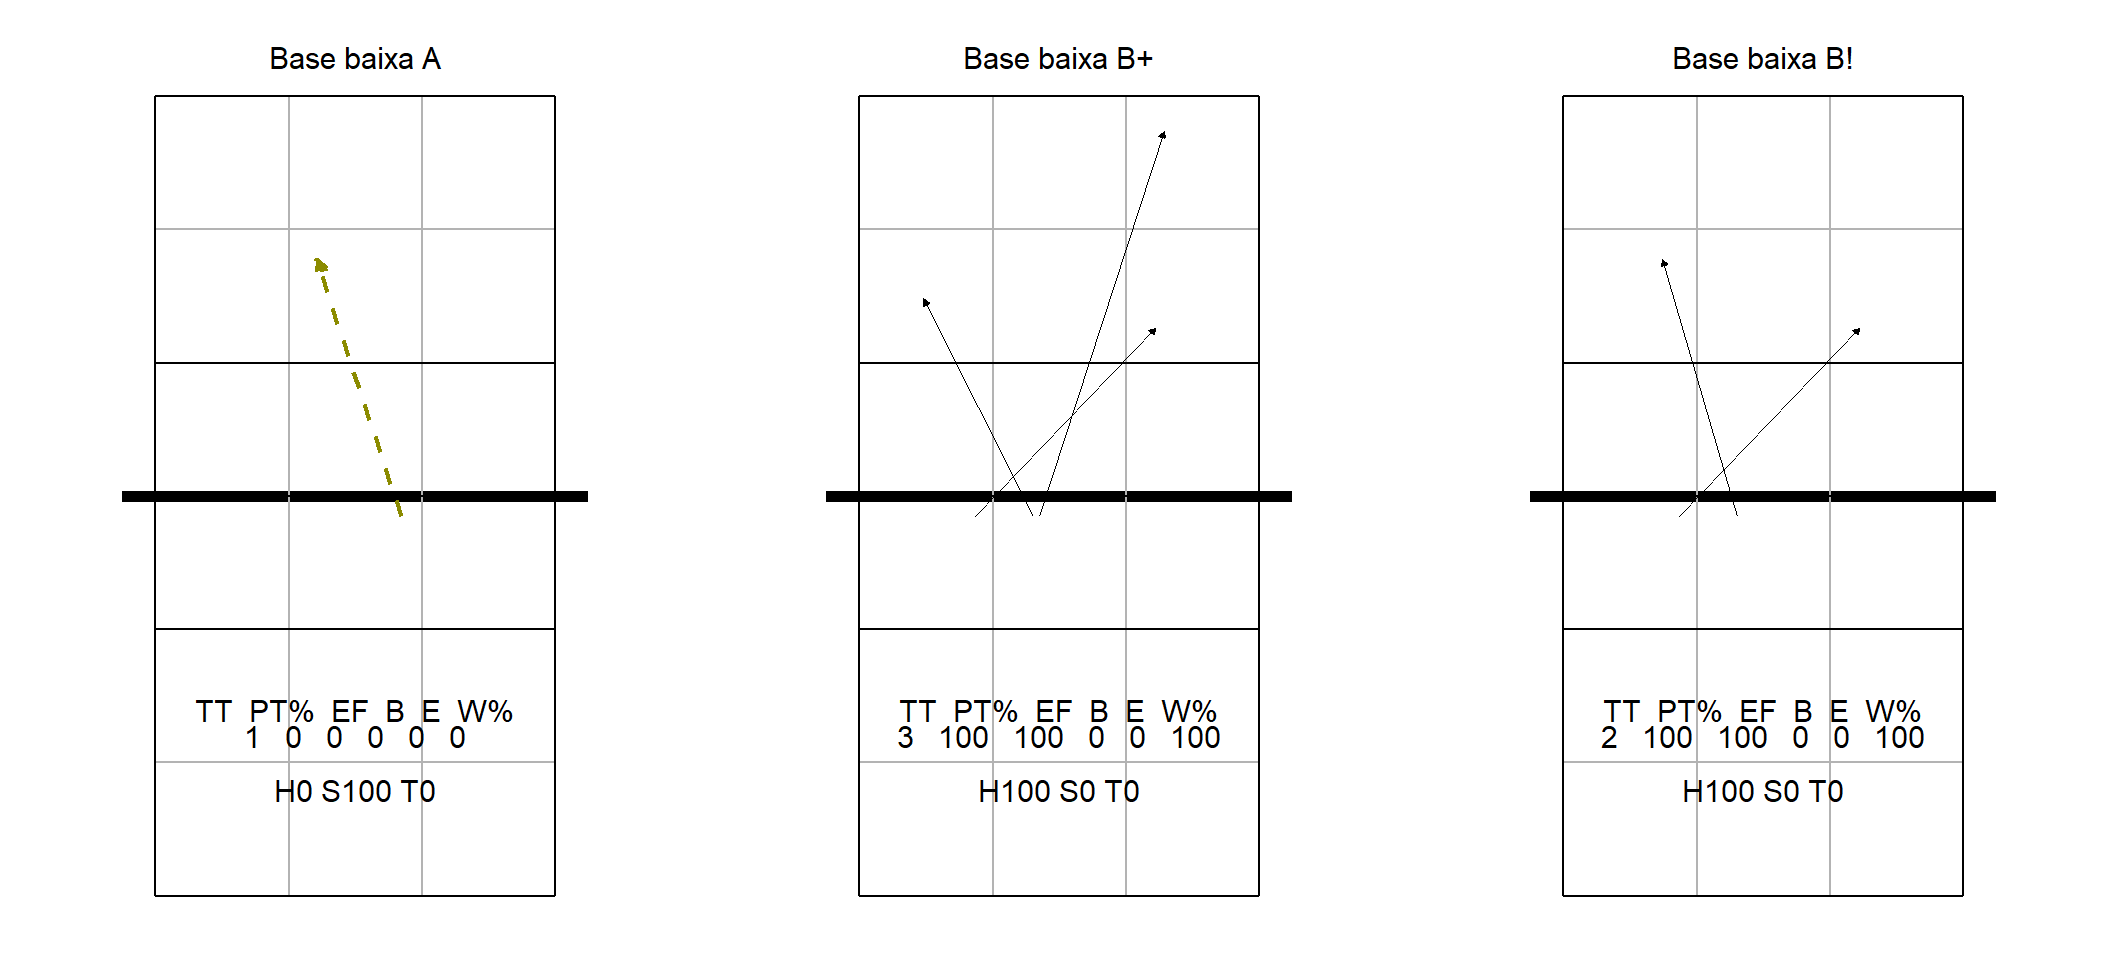 Base baixa A
TT PT% EF B E W%
1 0 0 0 0 0
H0 S100 T0
Base baixa B+
TT PT% EF B E W%
3 100 100 0 0 100
H100 S0 T0
Base baixa B!
TT PT% EF B E W%
2 100 100 0 0 100
H100 S0 T0